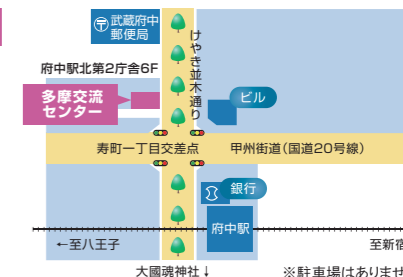 武蔵府中
郵便局
けやき並木通り
府中駅北第2庁舎6F
多摩交流
センター
ビル
寿町一丁目交差点
甲州街道(国道20号線)
銀行
府中駅
←至八王子
至新宿
大國魂神社↓
※駐車場はありませ